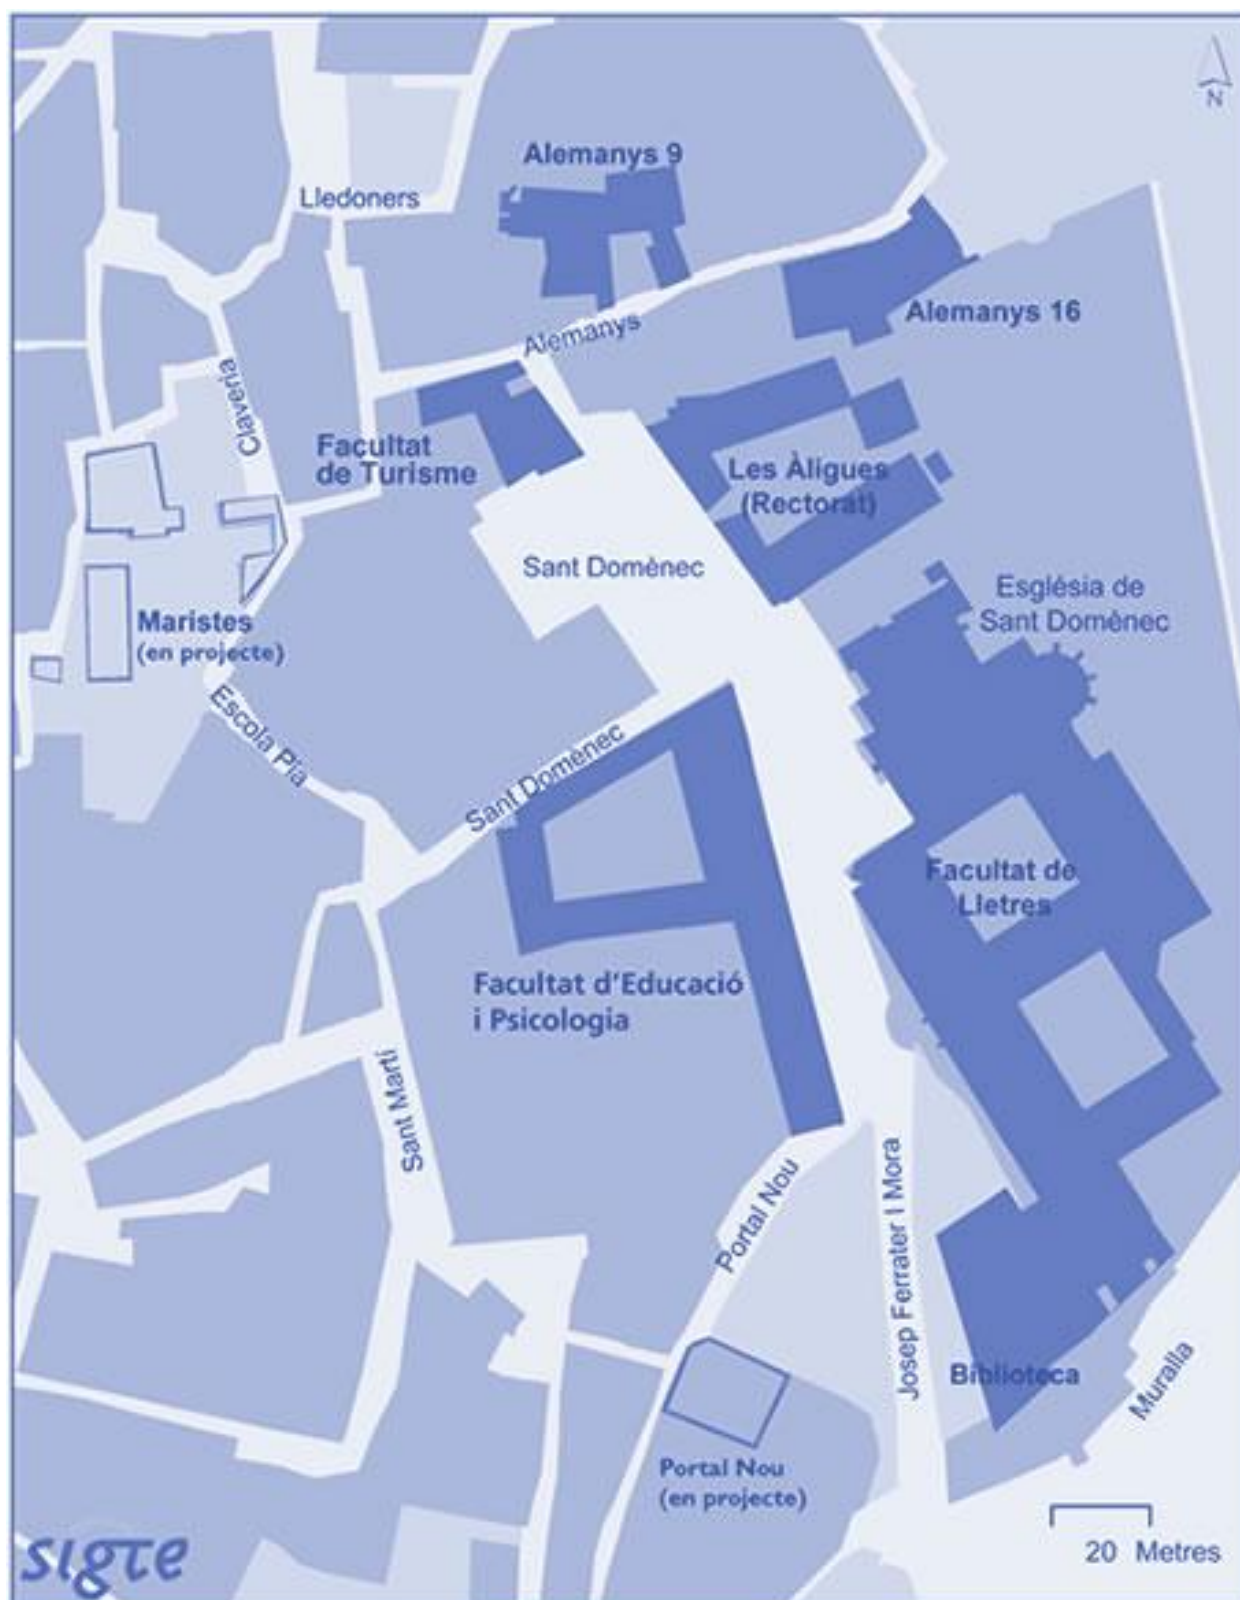 N
Alemanys 9
Lledoners
Alemanys 16
Alemanys
Claveria
Facultat
de Turisme
Les Àligues
(Rectorat)
Sant Domènec
Església de
Sant Domènec
Maristes
(en projecte)
Escola Pia
Sant Domènec
Facultat de
Lletres
Facultat d'Educació
i Psicologia
Sant Martí
Portal Nou
Josep Ferrater I Mora
Biblioteca
Muralla
Portal Nou
(en projecte)
20 Metres
sigte